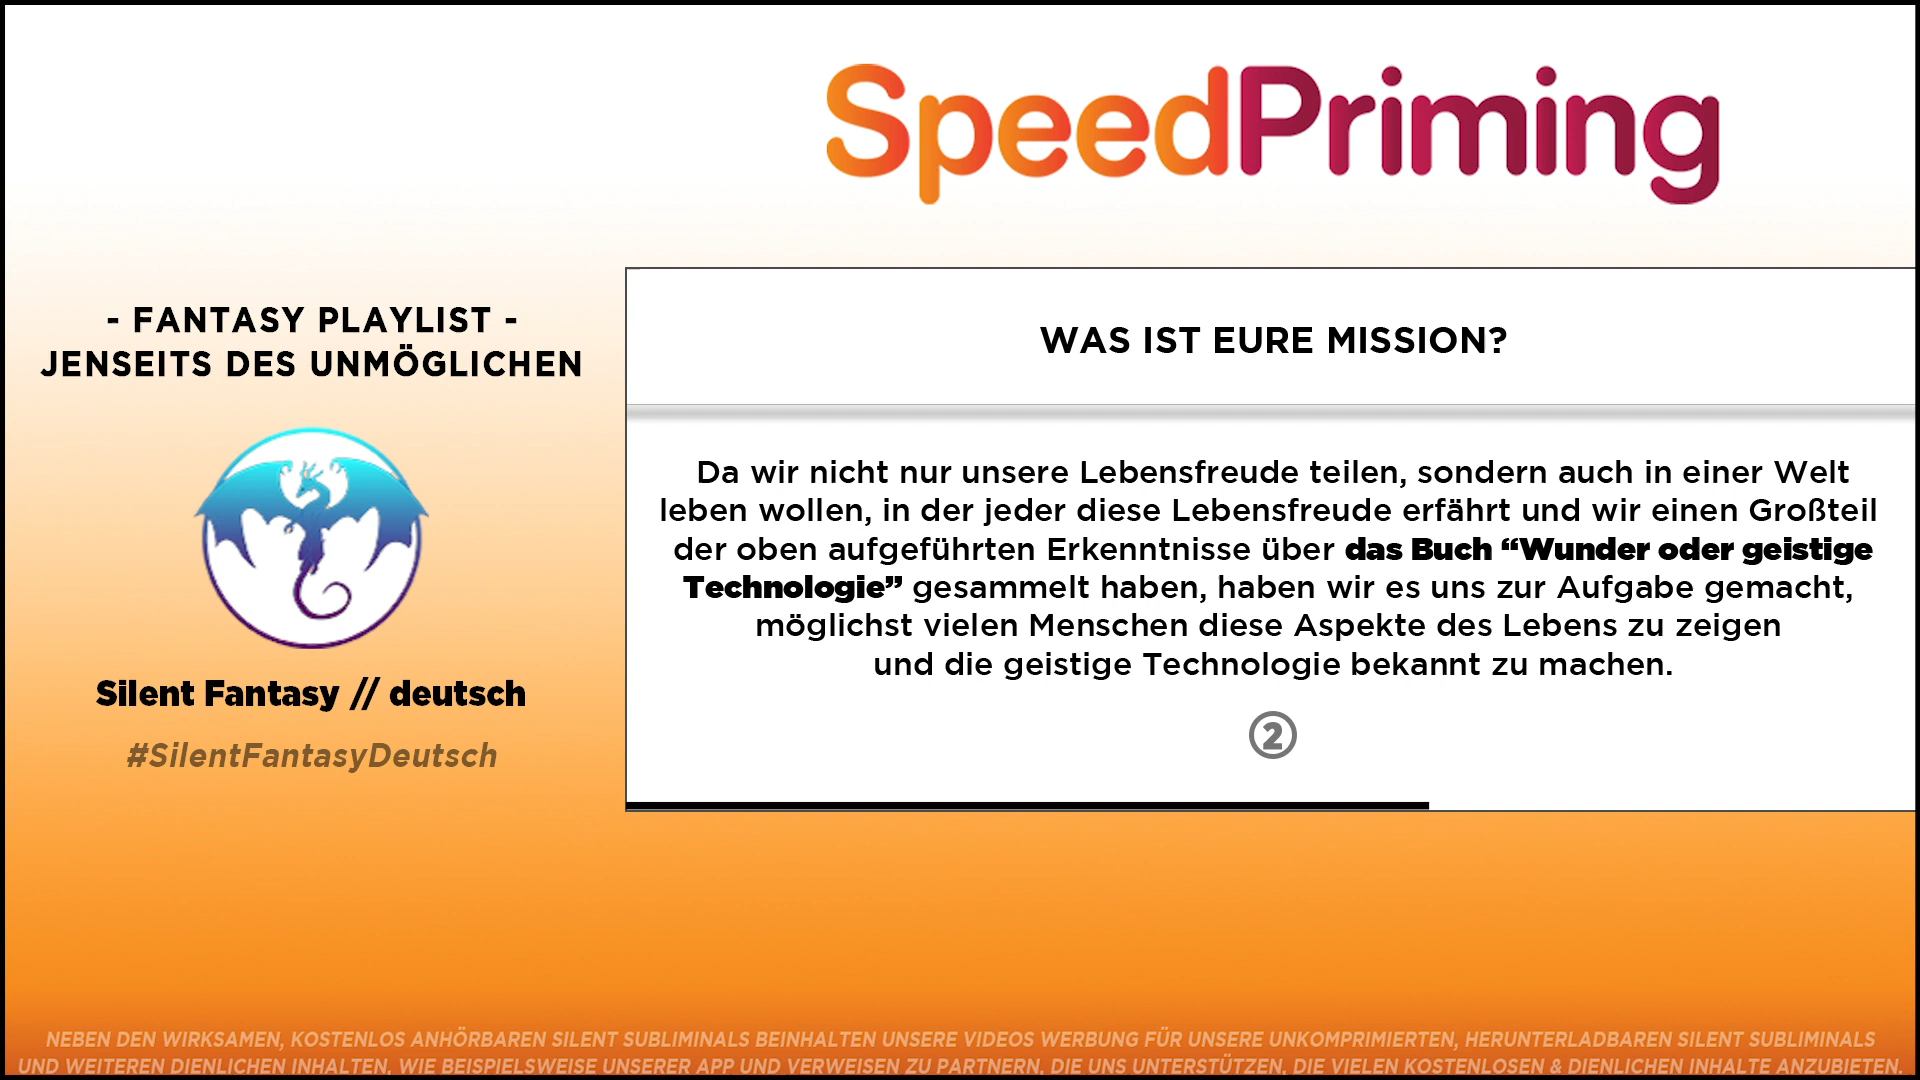 SpeedPriming
- FANTASY PLAYLIST -
JENSEITS DES UNMÖGLICHEN
Silent Fantasy // deutsch
#SilentFantasyDeutsch
WAS IST EURE MISSION?
Da wir nicht nur unsere Lebensfreude teilen, sondern auch in einer Welt
leben wollen, in der jeder diese Lebensfreude erfährt und wir einen Großteil
der oben aufgeführten Erkenntnisse über das Buch “Wunder oder geistige
Technologie” gesammelt haben, haben wir es uns zur Aufgabe gemacht,
möglichst vielen Menschen diese Aspekte des Lebens zu zeigen
und die geistige Technologie bekannt zu machen.
2
NEBEN DEN WIRKSAMEN, KOSTENLOS ANHÖRBAREN SILENT SUBLIMINALS BEINHALTEN UNSERE VIDEOS WERBUNG FÜR UNSERE UNKOMPRIMIERTEN, HERUNTERLADBAREN SILENT SUBLIMINALS
UND WEITEREN DIENLICHEN INHALTEN, WIE BEISPIELSWEISE UNSERER APP UND VERWEISEN ZU PARTNERN, DIE UNS UNTERSTÜTZEN, DIE VIELEN KOSTENLOSEN & DIENLICHEN INHALTE ANZUBIETEN.